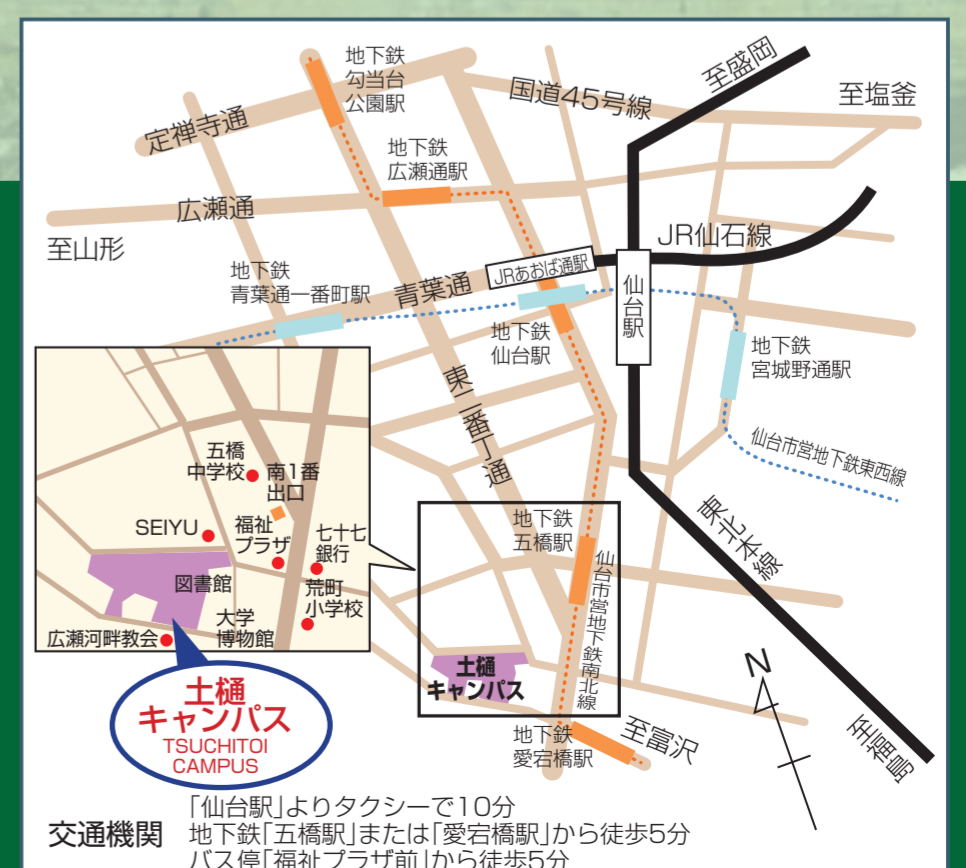 地下鉄
勾当台
公園駅
定禅寺通
国道45号線
至盛岡
至塩釜
地下鉄
広瀬通駅
広瀬通
至山形
JR仙石線
地下鉄
青葉通一番町駅
青葉通
JRあおば通駅
仙台駅
地下鉄
仙台駅
地下鉄
宮城野通駅
東二番丁通
仙台市営地下鉄東西線
五橋
中学校
南1番
出口
SEIYU
福祉
プラザ
七十七
銀行
図書館
荒町
小学校
大学
博物館
広瀬河畔教会
地下鉄
五橋駅
仙台市営地下鉄南北線
東北本線
土樋
キャンパス
土樋
キャンパス
TSUCHITOI
CAMPUS
地下鉄
愛宕橋駅
至富沢
N
至福島
交通機関
「仙台駅」よりタクシーで10分
地下鉄「五橋駅」または「愛宕橋駅」から徒歩5分
バス停「福祉プラザ前」から徒歩5分